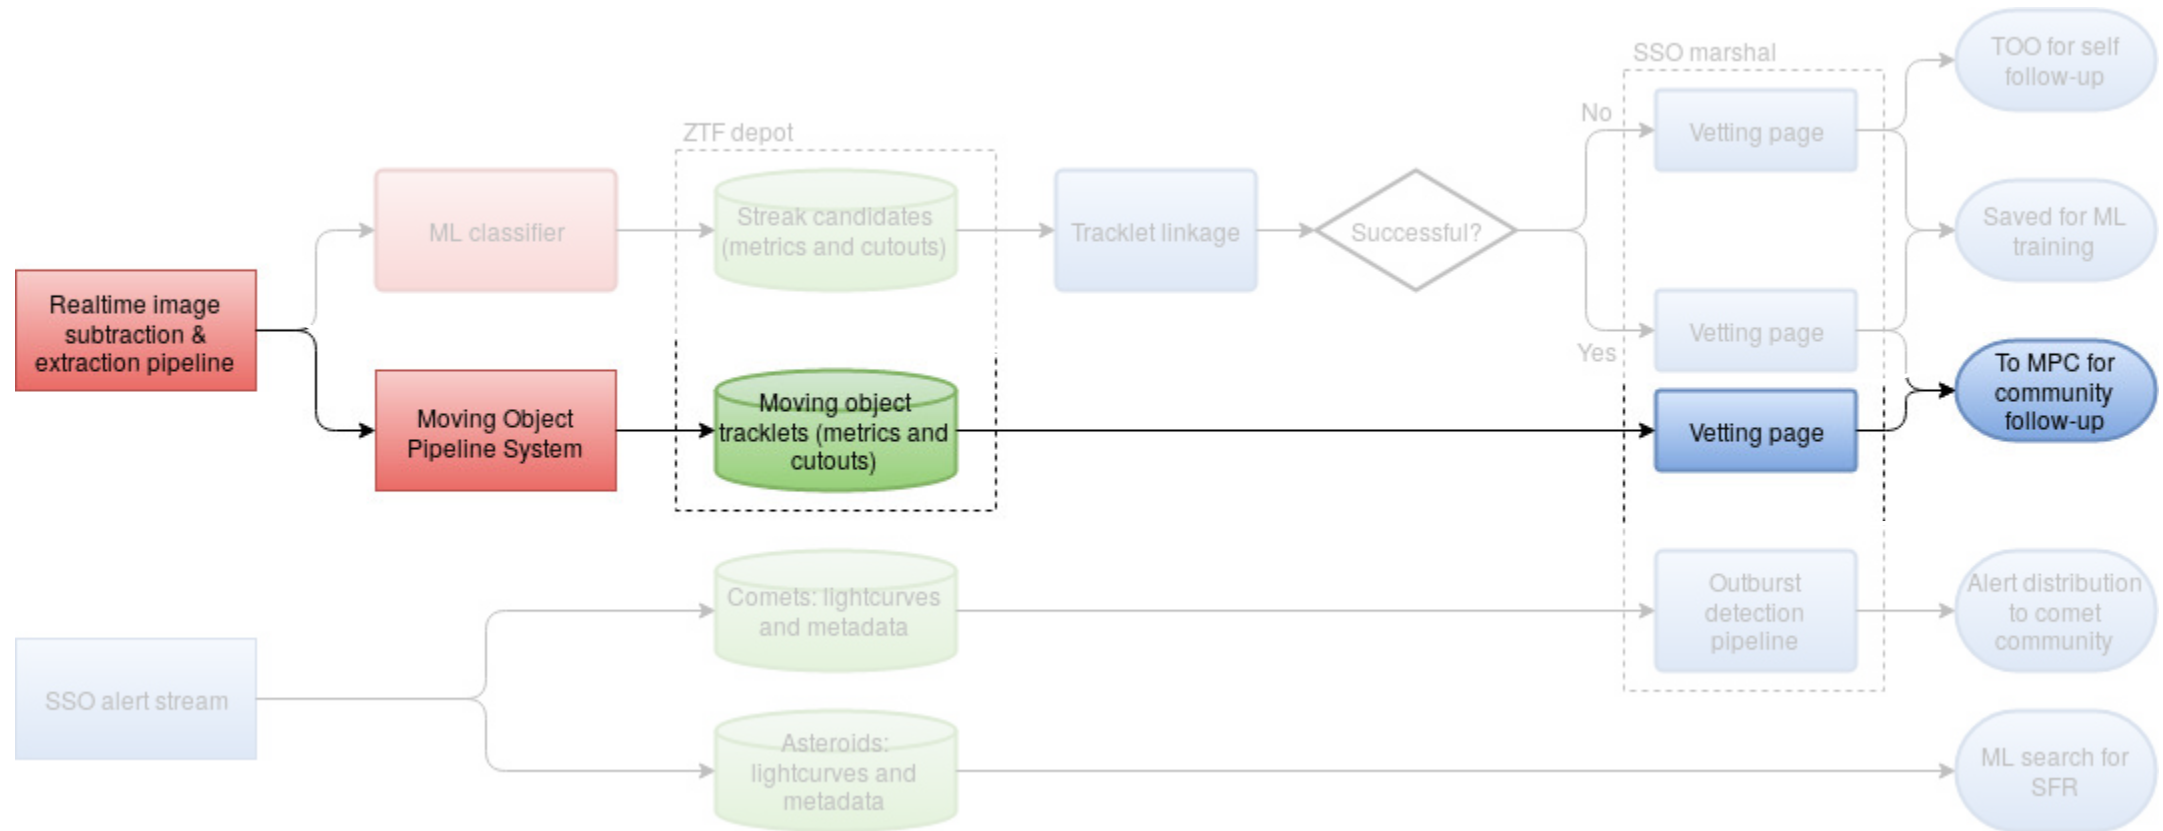 SSO marshal
TOO for self
follow-up
ZTF depot
No
Vetting page
ML classifier
Streak candidates
(metrics and cutouts)
Tracklet linkage
Successful?
Saved for ML
training
Realtime image
subtraction &
extraction pipeline
Yes
Vetting page
To MPC for
community
follow-up
Moving Object
Pipeline System
Moving object
tracklets (metrics and
cutouts)
Vetting page
Comets: lightcurves
and metadata
Outburst
detection
pipeline
Alert distribution
to comet
community
SSO alert stream
Asteroids:
lightcurves and
metadata
ML search for
SFR